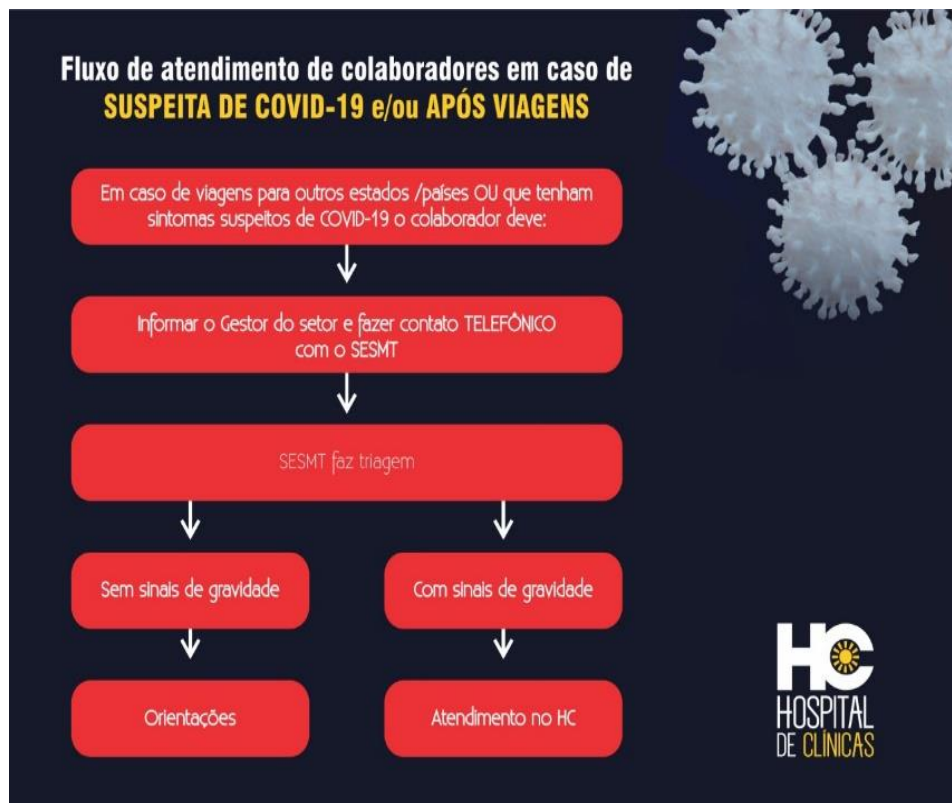 Fluxo de atendimento de colaboradores em caso de
SUSPEITA DE COVID-19 e/ou APÓS VIAGENS
Em caso de viagens para outros estados /países OU que tenham
sintomas suspeitos de COVID-19 o colaborador deve:
Informar o Gestor do setor e fazer contato TELEFÔNICO
com o SESMT
SESMT faz triagem
Sem sinais de gravidade
Com sinais de gravidade
Orientações
Atendimento no HC
HC
HOSPITAL
DE CLÍNICAS